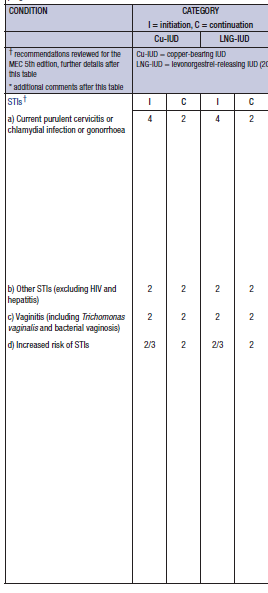 CONDITION
CATEGORY
I = initiation, C = continuation
Cu-IUD LNG-IUD
† recommendations reviewed for the
MEC 5th edition, further details after
this table
* additional comments after this table
Cu-IUD = copper-bearing IUD
LNG-IUD = levonorgestrel-releasing IUD (20
STIs† I C I C
a) Current purulent cervicitis or 4 2 4 2
chlamydial infection or gonorrhoea
b) Other STIs (excluding HIV and 2 2 2 2
hepatitis)
c) Vaginitis (including Trichomonas 2 2 2 2
vaginalis and bacterial vaginosis)
d) Increased risk of STIs 2/3 2 2/3 2